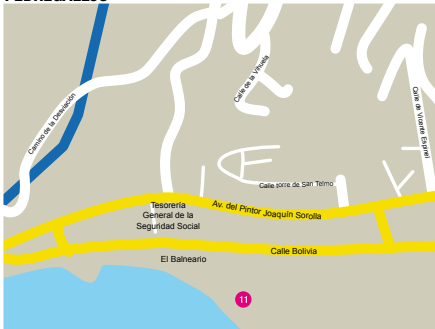 PEDREGALEJO
Camino de la Desviación
Calle de la Vihuela
Calle de Vicente Espinel
Calle torre de San Telmo
Tesorería
General de la
Seguridad Social
Av. del Pintor Joaquín Sorolla
Calle Bolivia
El Balneario
11